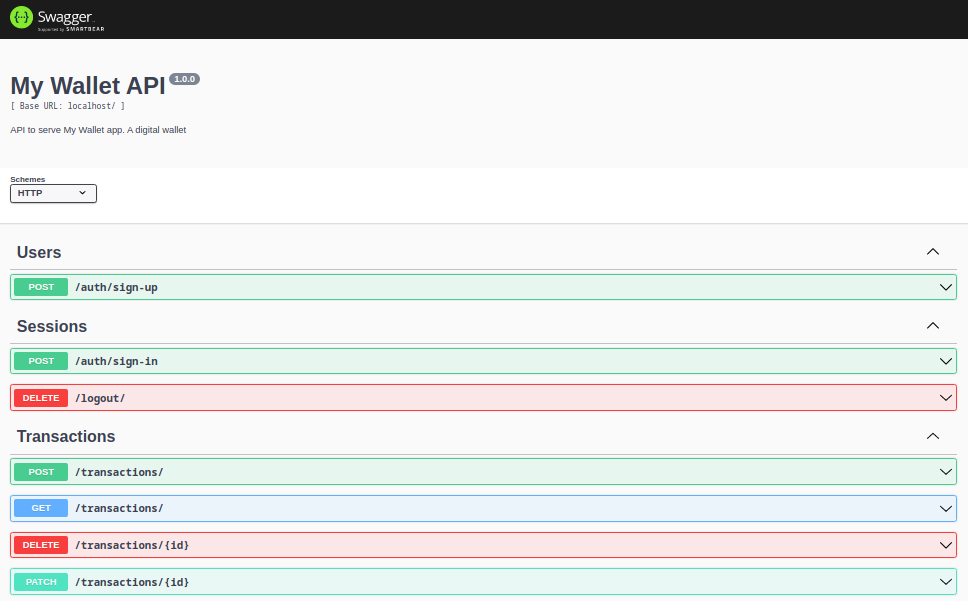 Swagger
Supported by SMARTBEAR
My Wallet API 1.0.0
[ Base URL: localhost/ ]
API to serve My Wallet app. A digital wallet
Schemes
HTTP
Users
POST /auth/sign-up
Sessions
POST /auth/sign-in
DELETE /logout/
Transactions
POST /transactions/
GET /transactions/
DELETE /transactions/{id}
PATCH /transactions/{id}